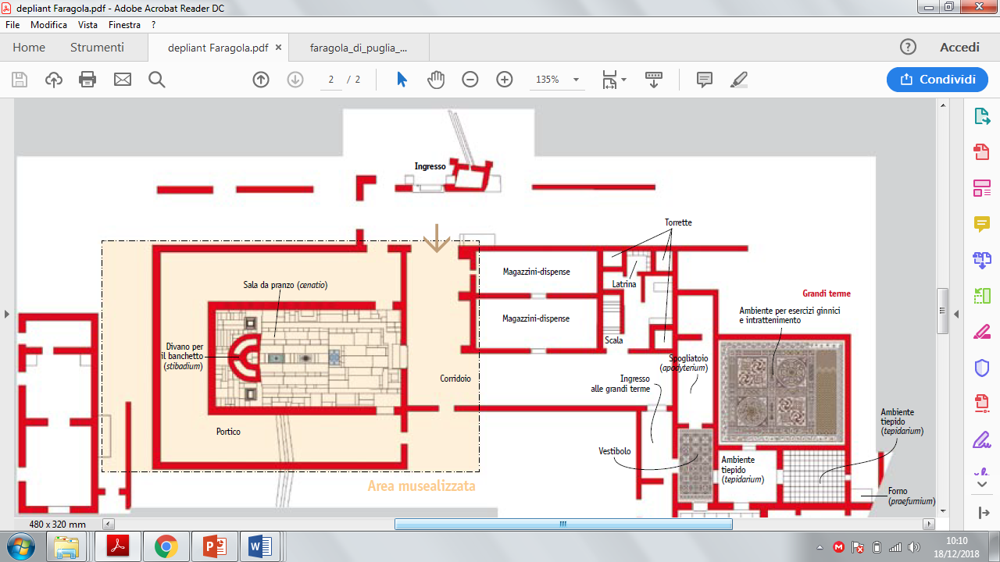 depliant Faragola.pdf - Adobe Acrobat Reader DC
File Modifica Vista Finestra ?
Home Strumenti depliant Faragola.pdf × faragola_di_puglia_... ? Accedi
2 / 2 135% Condividi
Ingresso
Torrette
Magazzini-dispense
Latrina
Sala da pranzo (cenatio)
Grandi terme
Ambiente per esercizi ginnici
e intrattenimento
Magazzini-dispense
Scala
Divano per
il banchetto
(stibadium)
Spogliatoio
(apodyterium)
Corridoio
Ingresso
alle grandi terme
Portico
Ambiente
tiepido
(tepidarium)
Vestibolo
Ambiente
tiepido
(tepidarium)
Area musealizzata
Forno
(praefurnium)
480 x 320 mm
10:10
18/12/2018